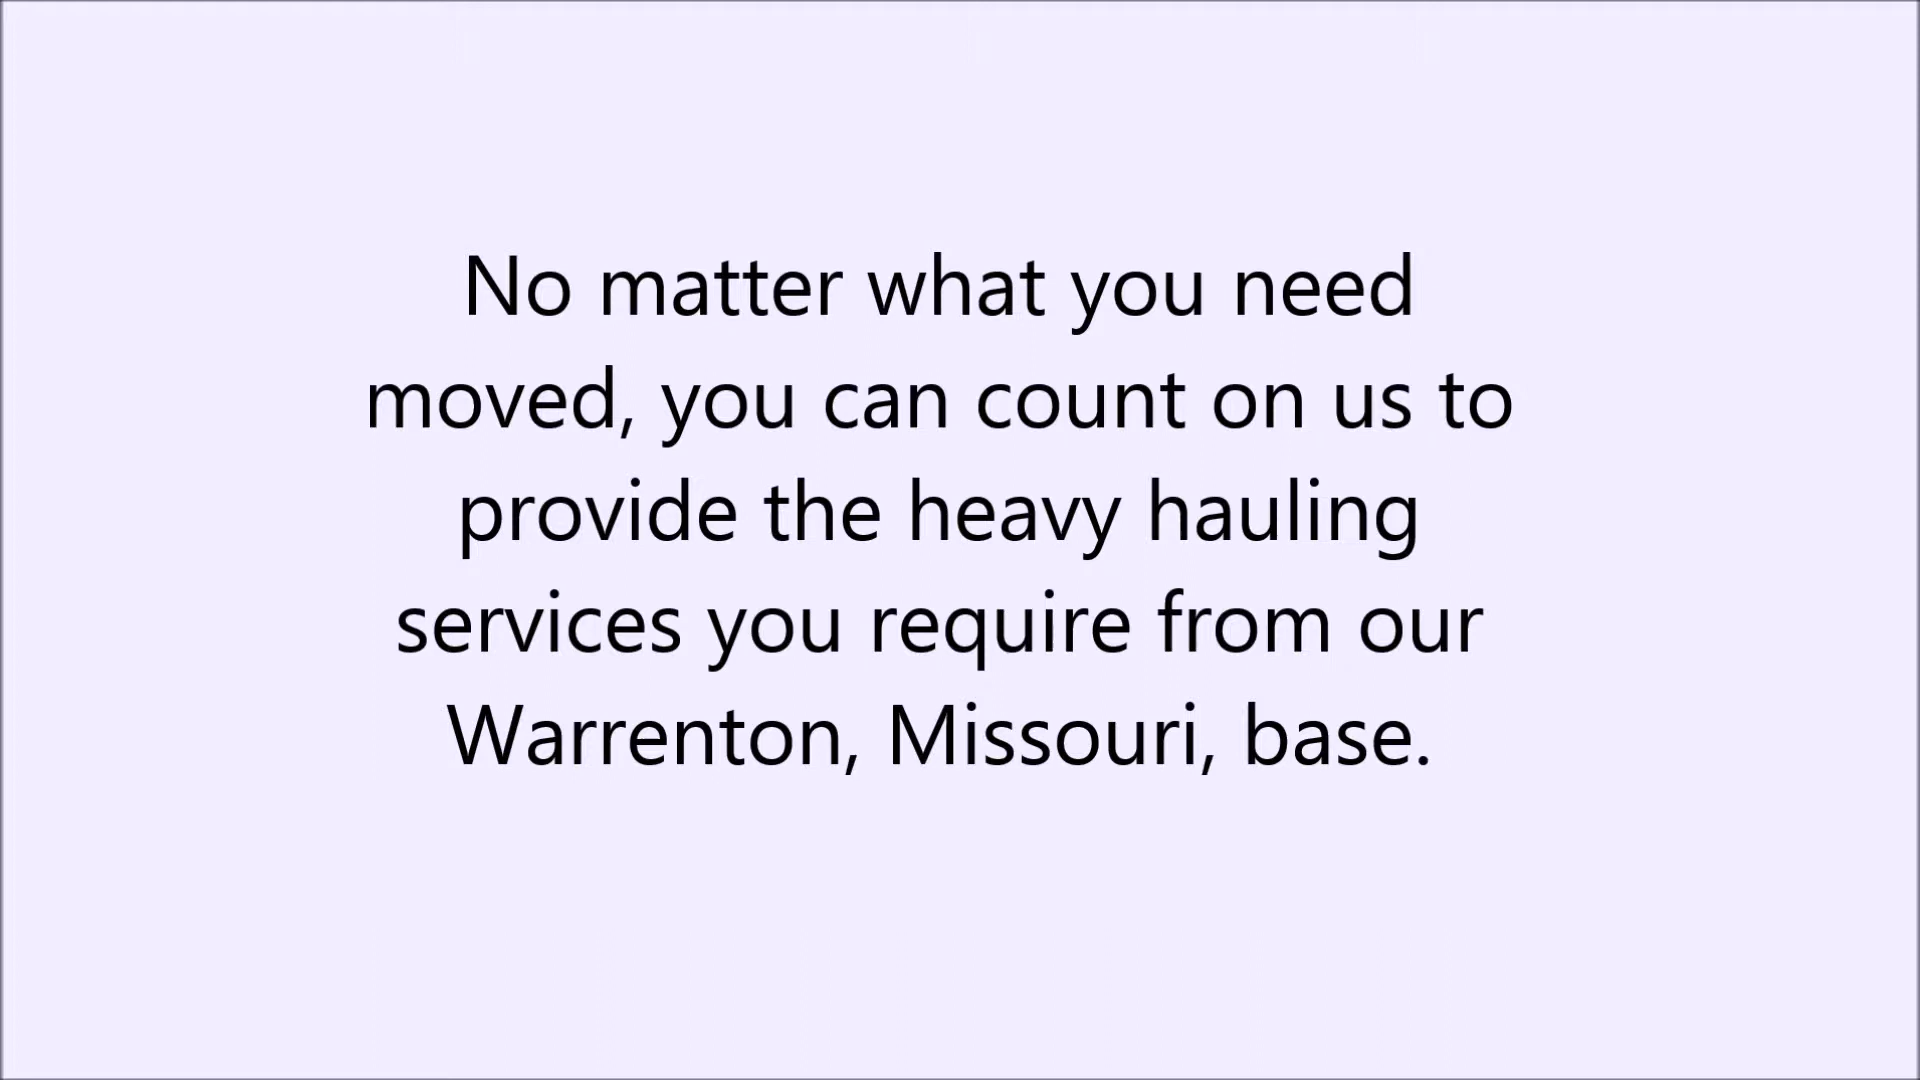 No matter what you need
moved, you can count on us to
provide the heavy hauling
services you require from our
Warrenton, Missouri, base.